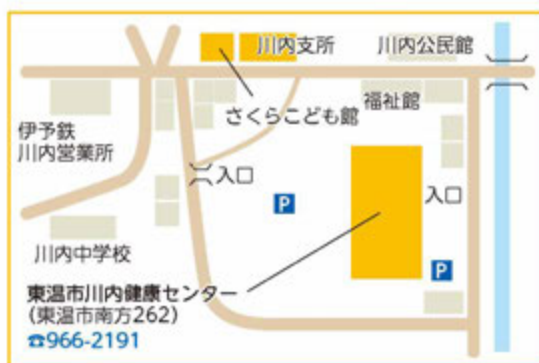 川内支所
川内公民館
さくらこども館
福祉館
伊予鉄
川内営業所
入口
P
入口
川内中学校
P
東温市川内健康センター
(東温市南方262)
☎966-2191